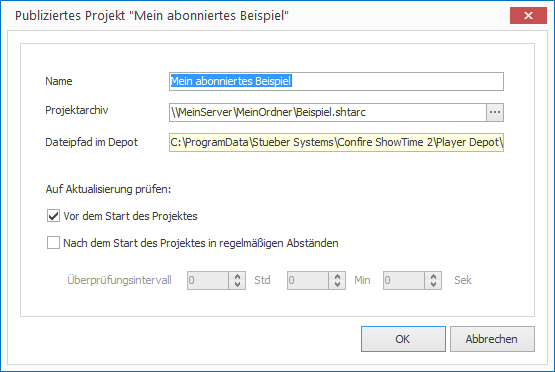 Publiziertes Projekt "Mein abonniertes Beispiel"
Name Mein abonniertes Beispiel
Projektarchiv \\MeinServer\MeinOrdner\Beispiel.shtarc ...
Dateipfad im Depot C:\ProgramData\Stueber Systems\Confire ShowTime 2\Player Depot\
Auf Aktualisierung prüfen:
Vor dem Start des Projektes
Nach dem Start des Projektes in regelmäßigen Abständen
Überprüfungsintervall 0 Std 0 Min 0 Sek
OK Abbrechen